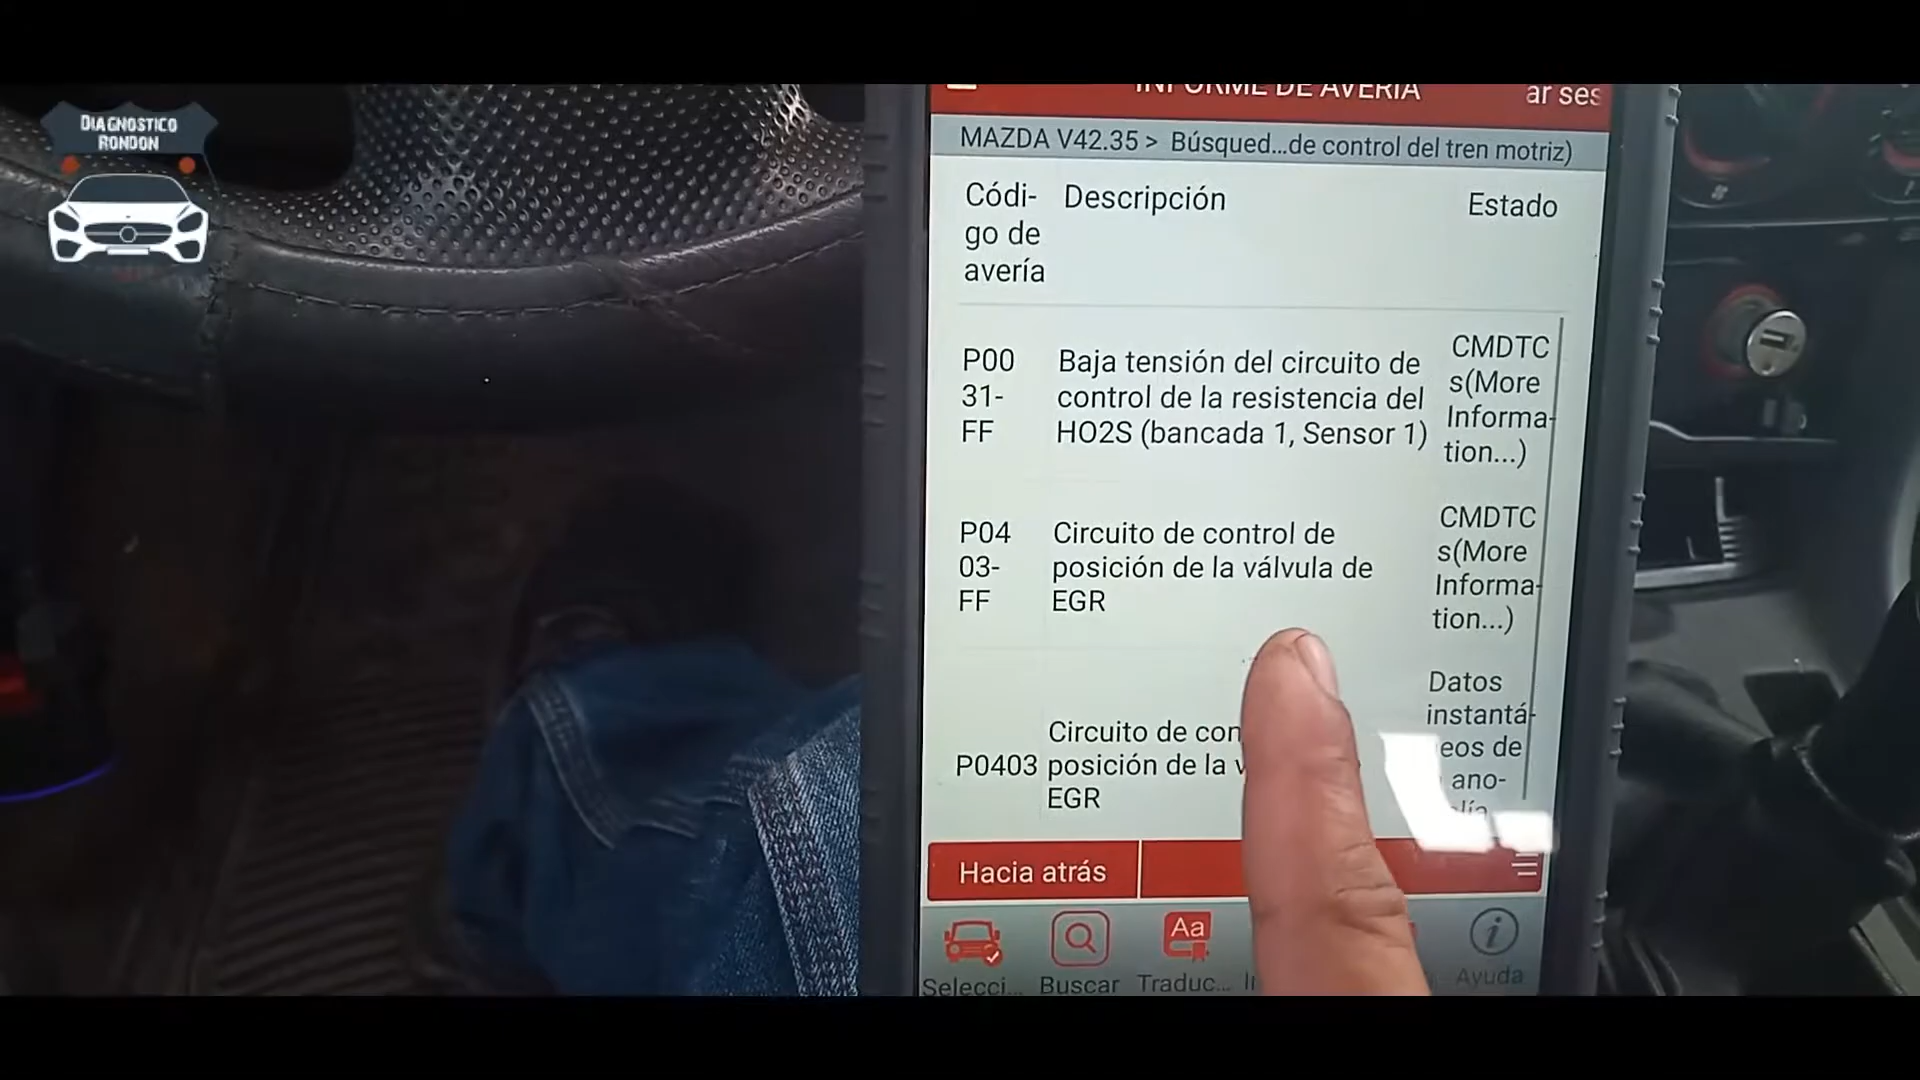 DIAGNOSTICO
RONDON
INFORME DE AVERÍA
ar ses
MAZDA V42.35 > Búsqued...de control del tren motriz)
Códi-
go de
avería
Descripción
Estado
P00
31-
FF
Baja tensión del circuito de
control de la resistencia del
HO2S (bancada 1, Sensor 1)
CMDTC
s(More
Informa-
tion...)
P04
03-
FF
Circuito de control de
posición de la válvula de
EGR
CMDTC
s(More
Informa-
tion...)
P0403
Circuito de con
posición de la v
EGR
Datos
instantá-
eos de
ano-
lía
Hacia atrás
Selecci...
Buscar
Aa
Traduc...
Ayuda